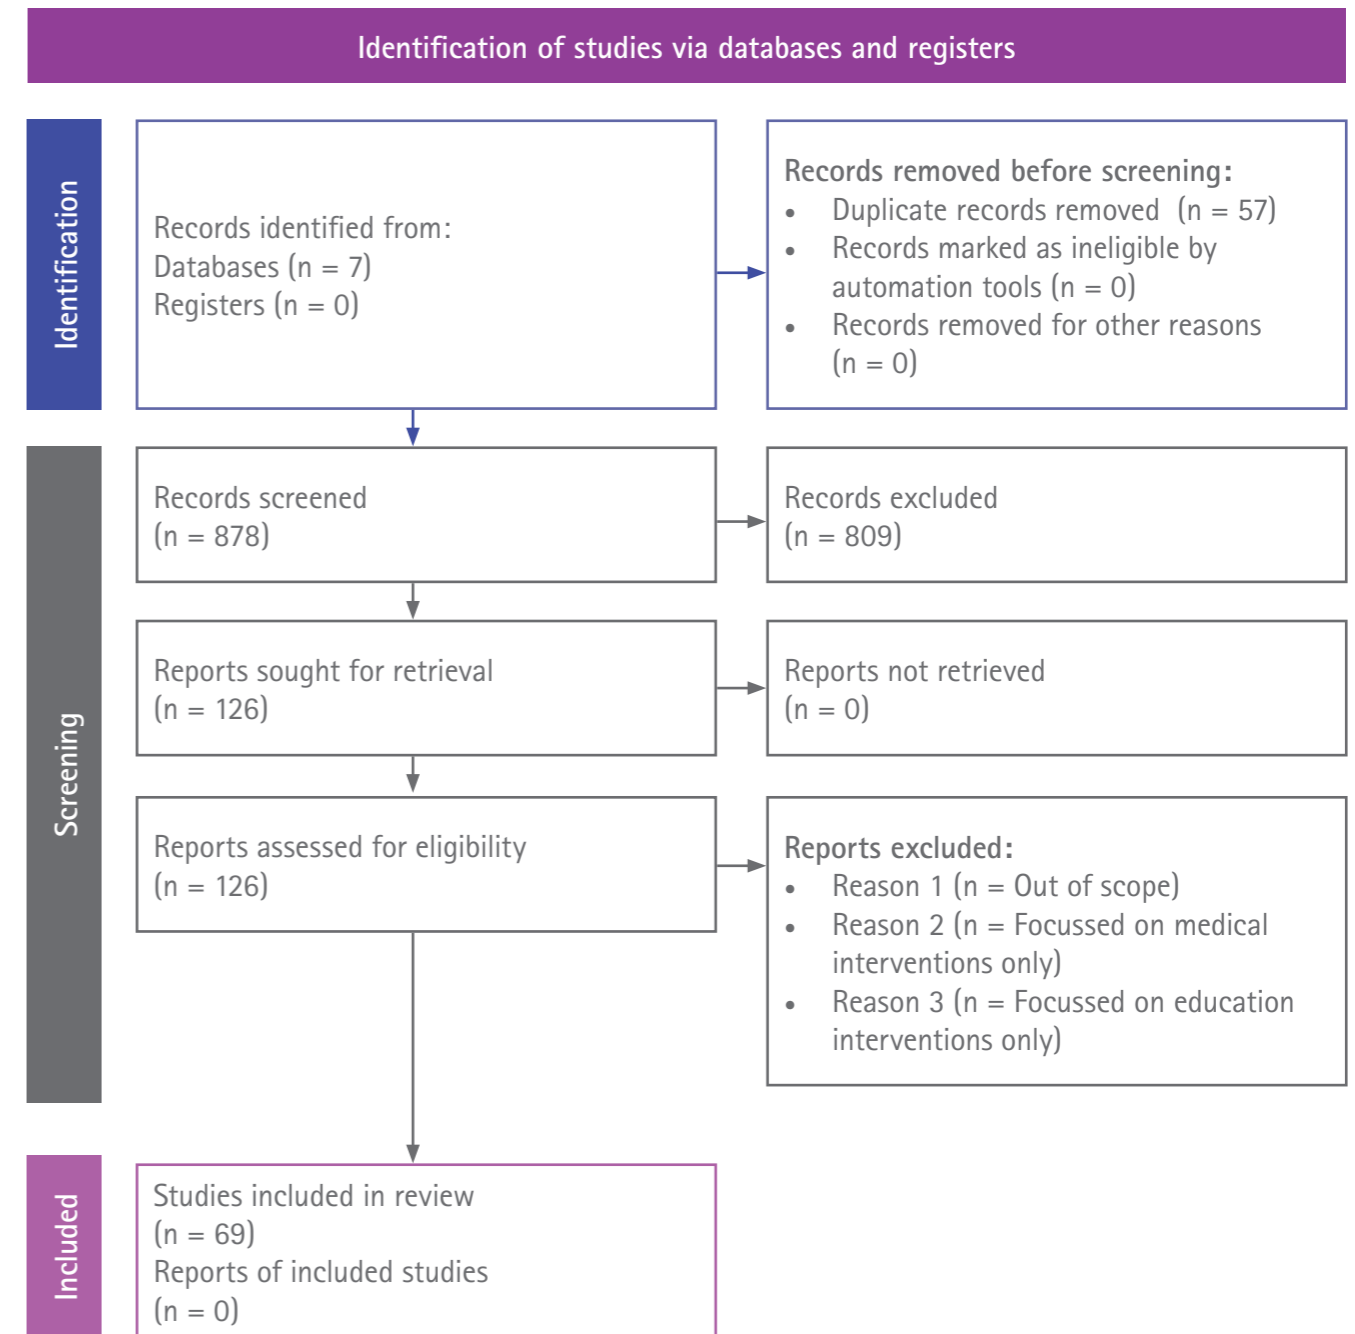 Identification of studies via databases and registers
Identification
Records identified from:
Databases (n = 7)
Registers (n = 0)
Records removed before screening:
• Duplicate records removed (n = 57)
• Records marked as ineligible by
automation tools (n = 0)
• Records removed for other reasons
(n = 0)
Screening
Records screened
(n = 878)
Records excluded
(n = 809)
Reports sought for retrieval
(n = 126)
Reports not retrieved
(n = 0)
Reports assessed for eligibility
(n = 126)
Reports excluded:
• Reason 1 (n = Out of scope)
• Reason 2 (n = Focussed on medical
interventions only)
• Reason 3 (n = Focussed on education
interventions only)
Included
Studies included in review
(n = 69)
Reports of included studies
(n = 0)